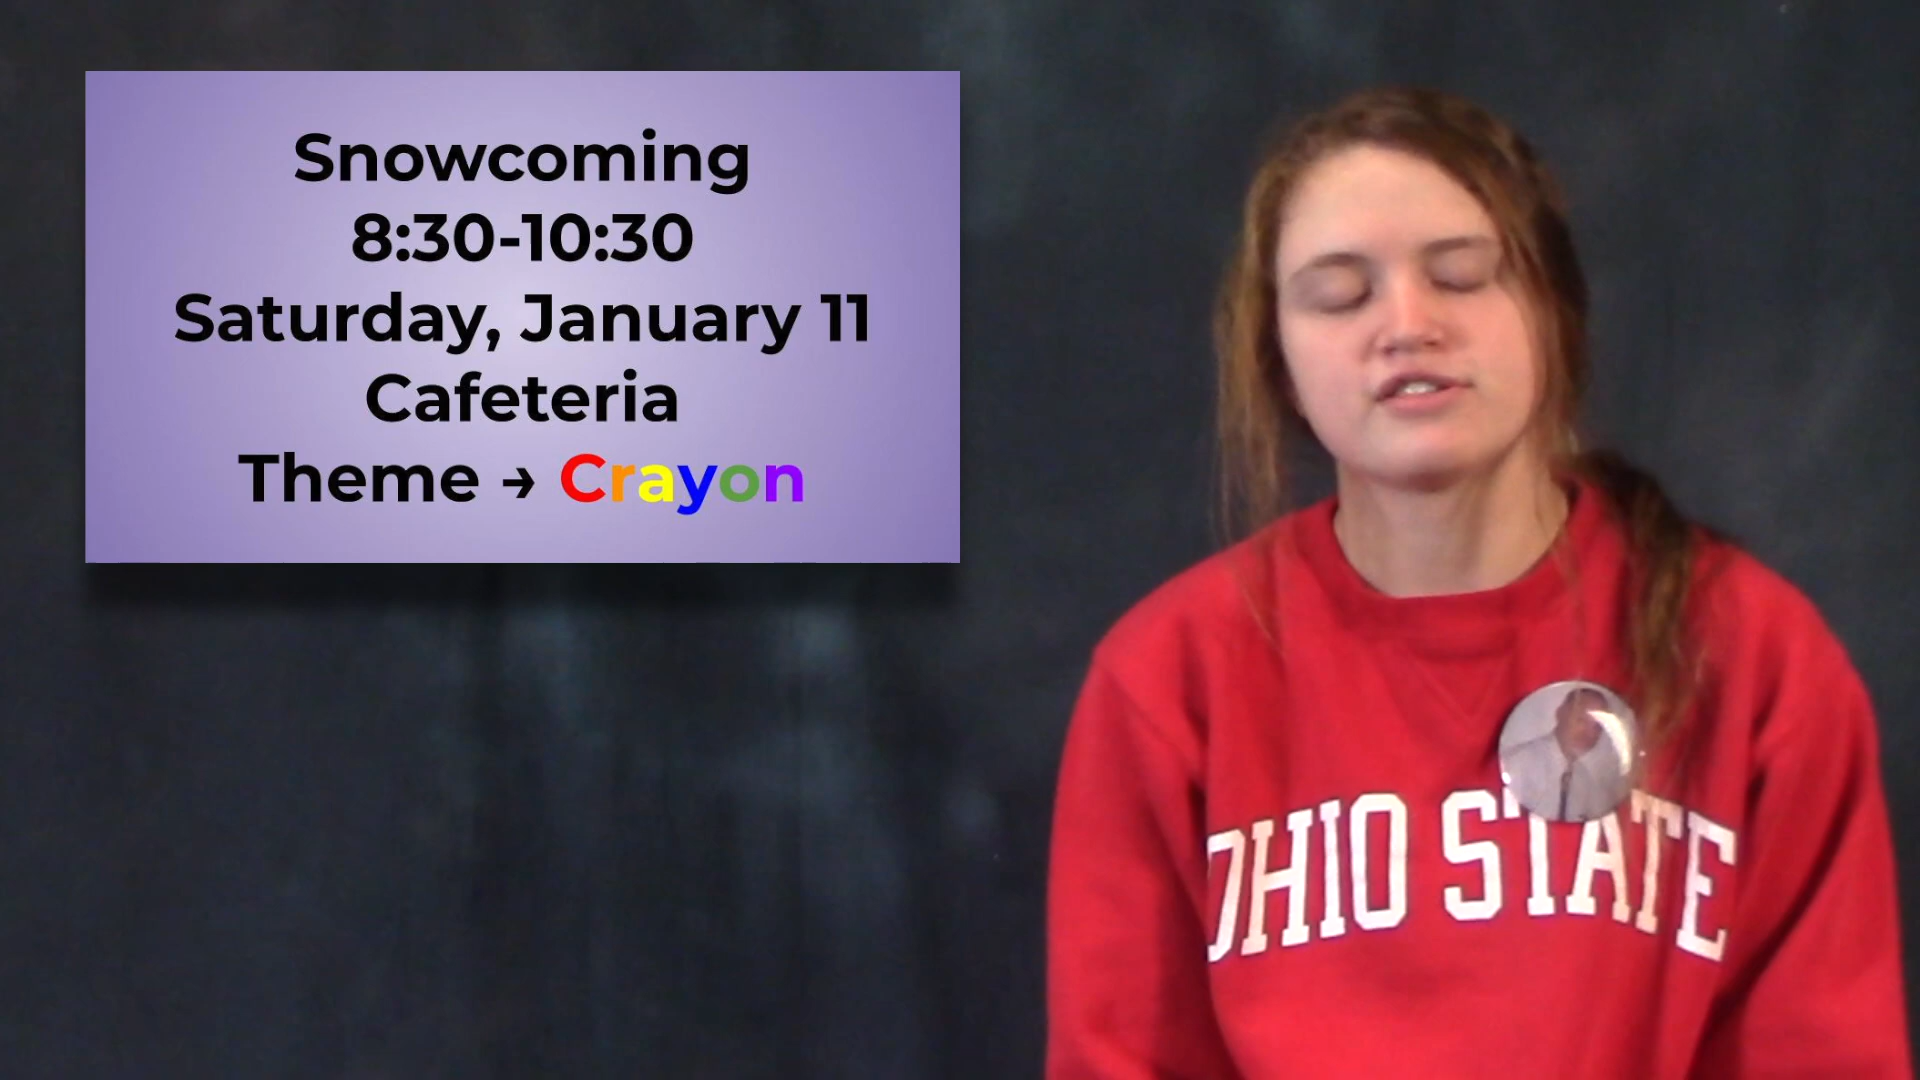 Snowcoming
8:30-10:30
Saturday, January 11
Cafeteria
Theme → Crayon
OHIO STATE